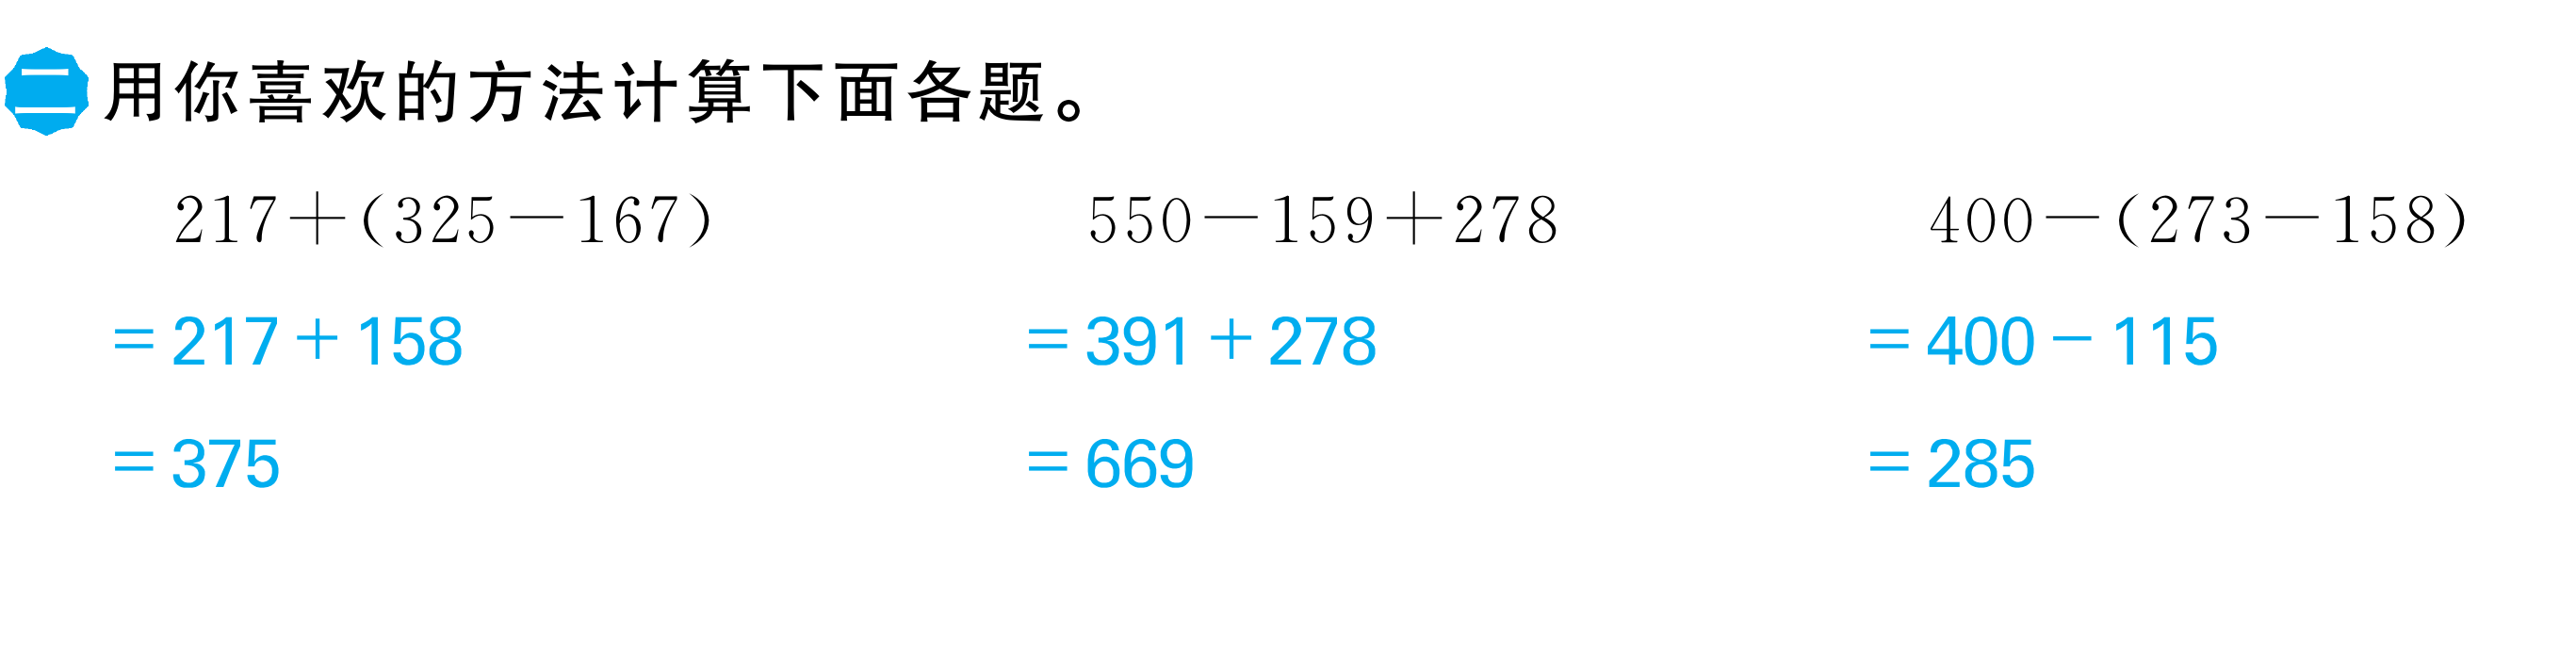 二 用你喜欢的方法计算下面各题。
217+(325-167) 550-159+278 400-(273-158)
=217+158 =391+278 =400-115
=375 =669 =285